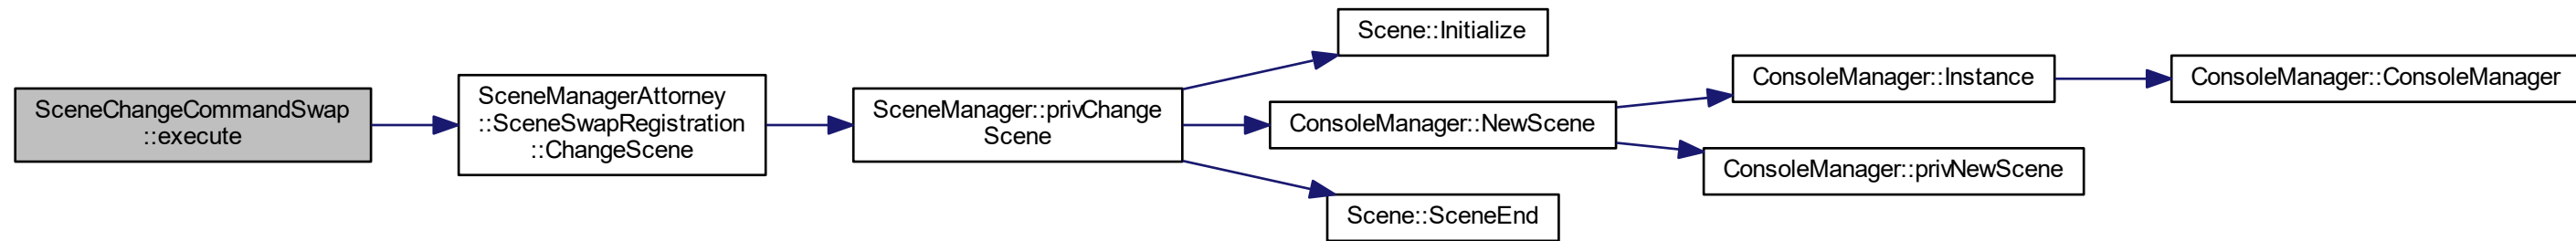 SceneChangeCommandSwap
::execute
SceneManagerAttorney
::SceneSwapRegistration
::ChangeScene
SceneManager::privChange
Scene
Scene::Initialize
ConsoleManager::NewScene
Scene::SceneEnd
ConsoleManager::Instance
ConsoleManager::privNewScene
ConsoleManager::ConsoleManager